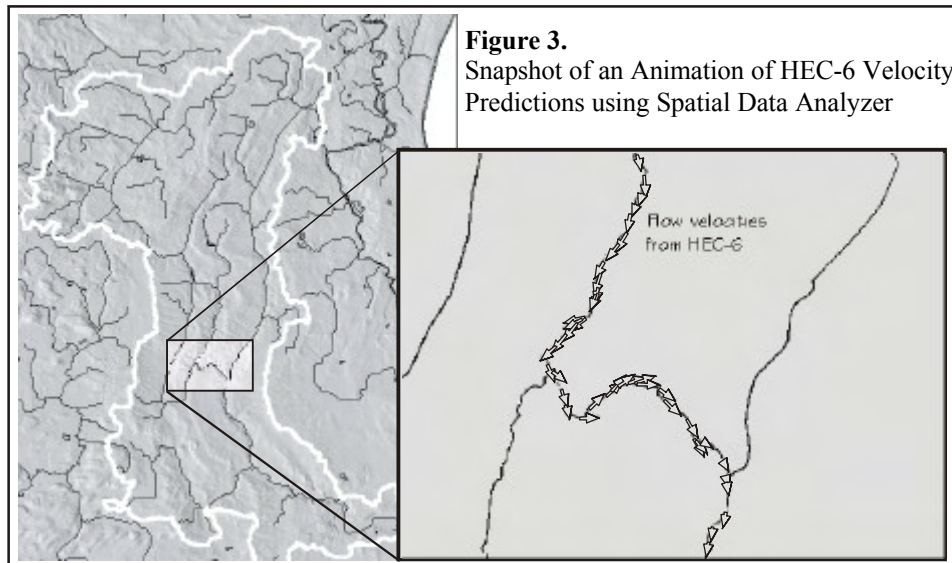 Figure 3.
Snapshot of an Animation of HEC-6 Velocity
Predictions using Spatial Data Analyzer
Flow velocities
from HEC-6